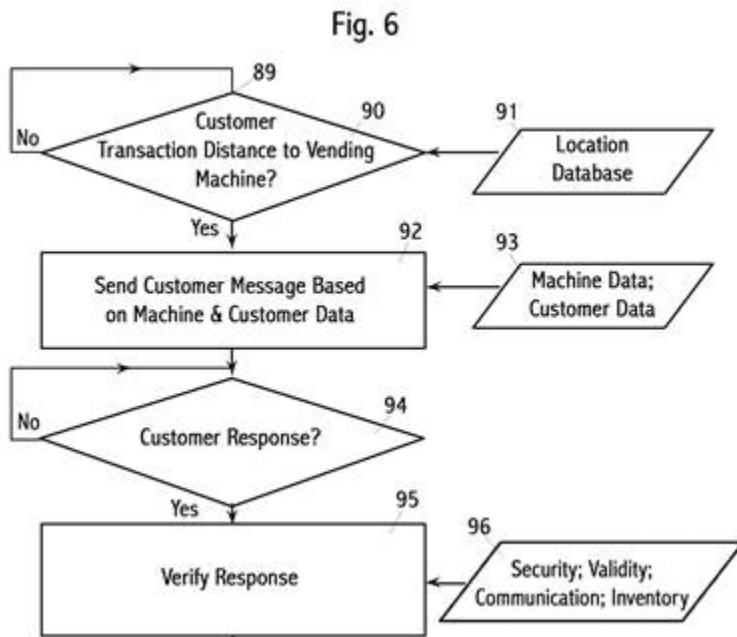 Fig. 6
89
90
Customer
Transaction Distance to Vending
Machine?
No
91
Location
Database
Yes
92
Send Customer Message Based
on Machine & Customer Data
93
Machine Data;
Customer Data
94
No
Customer Response?
Yes
95
Verify Response
96
Security; Validity;
Communication; Inventory